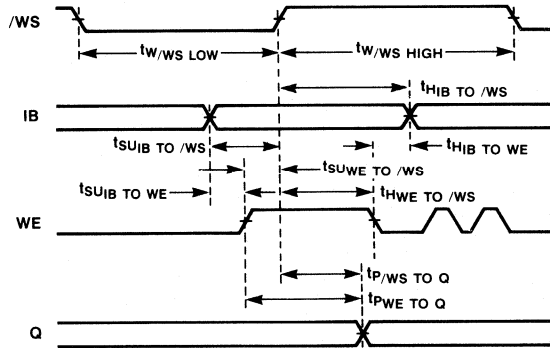 /WS
tW/WS LOW
tW/WS HIGH
tHIB TO /WS
IB
tSUIB TO /WS
tHIB TO WE
tSUWE TO /WS
tSUIB TO WE
tHWE TO /WS
WE
tP/WS TO Q
tPWE TO Q
Q